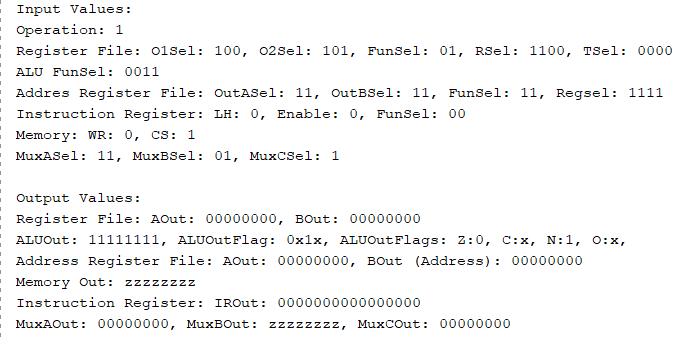 Input Values:
Operation: 1
Register File: O1Sel: 100, O2Sel: 101, FunSel: 01, RSel: 1100, TSel: 0000
ALU FunSel: 0011
Addres Register File: OutASel: 11, OutBSel: 11, FunSel: 11, Regsel: 1111
Instruction Register: LH: 0, Enable: 0, FunSel: 00
Memory: WR: 0, CS: 1
MuxASel: 11, MuxBSel: 01, MuxCSel: 1
Output Values:
Register File: AOut: 00000000, BOut: 00000000
ALUOut: 11111111, ALUOutFlag: 0x1x, ALUOutFlags: Z:0, C:x, N:1, O:x,
Address Register File: AOut: 00000000, BOut (Address): 00000000
Memory Out: zzzzzzzz
Instruction Register: IROut: 0000000000000000
MuxAOut: 00000000, MuxBOut: zzzzzzzz, MuxCOut: 00000000